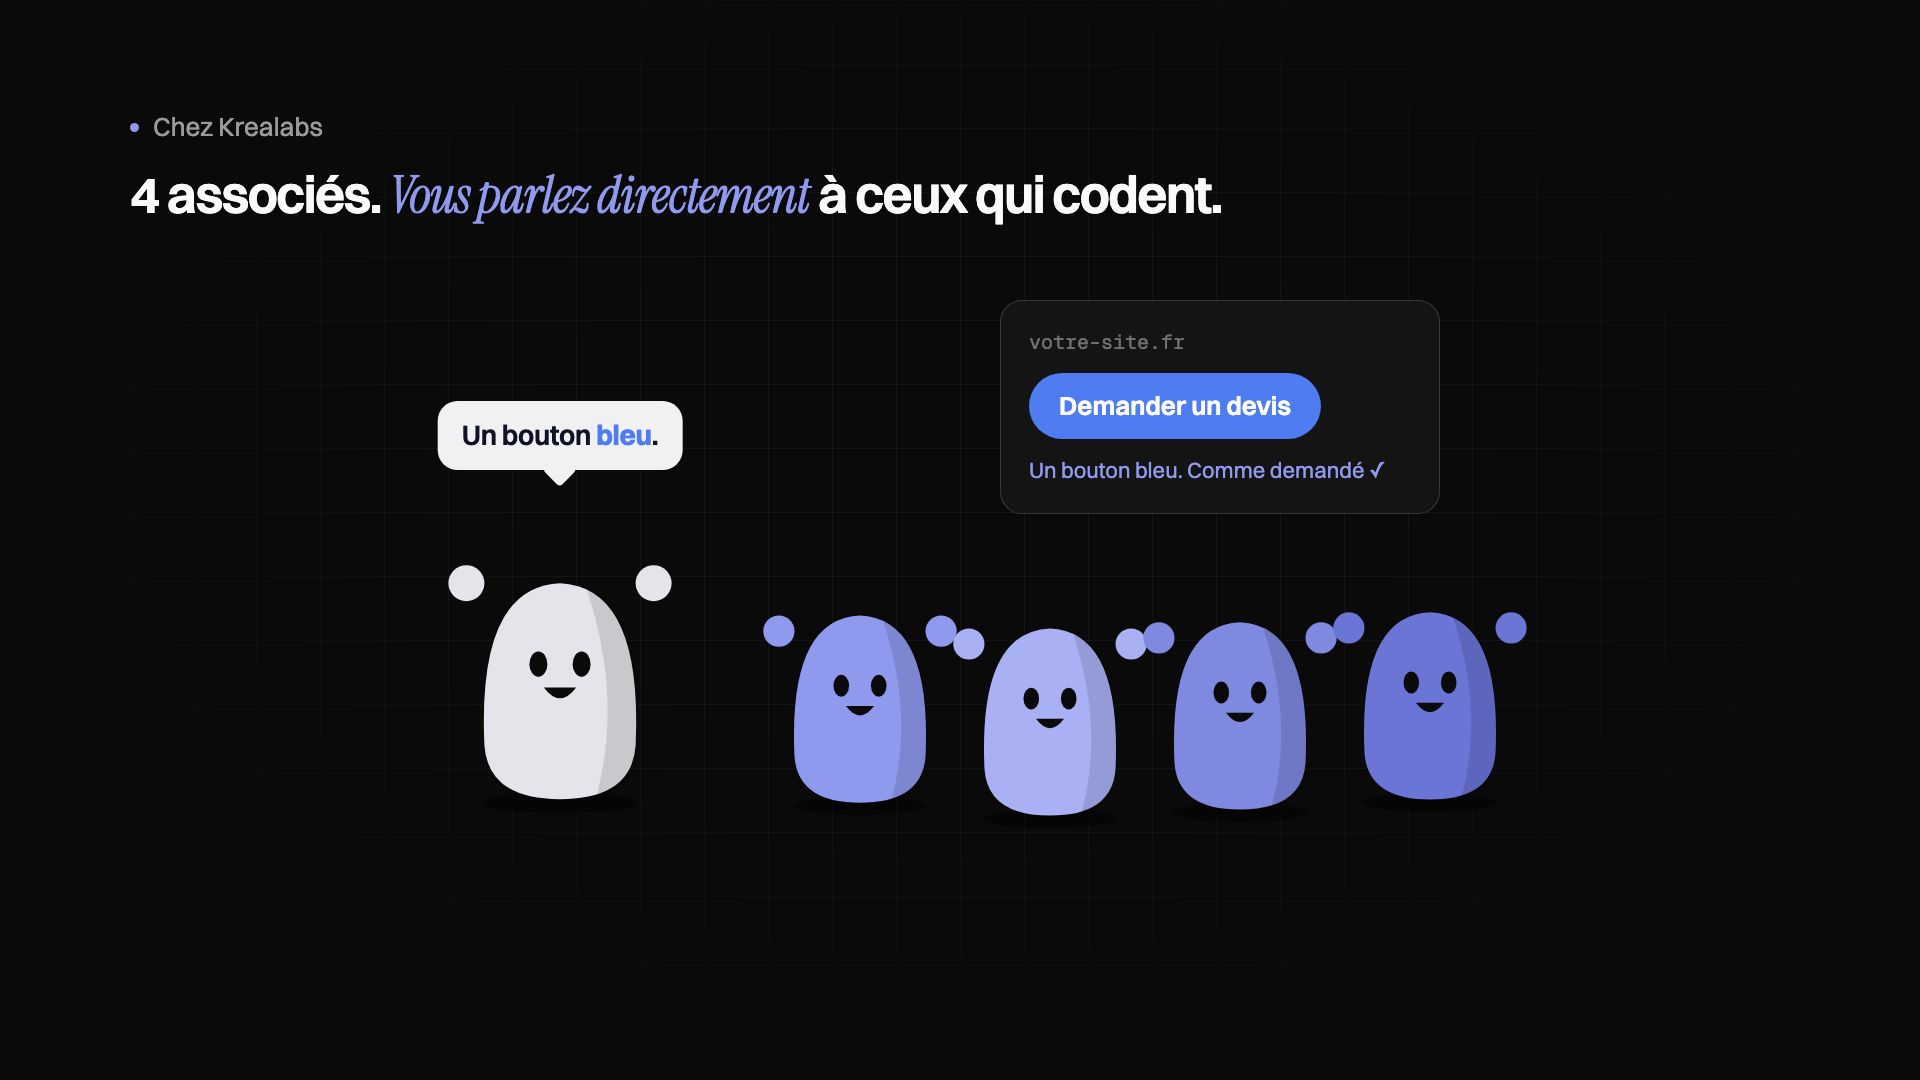 Chez Krealabs
4 associés. Vous parlez directement à ceux qui codent.
votre-site.fr
Demander un devis
Un bouton bleu.
Un bouton bleu. Comme demandé ✓